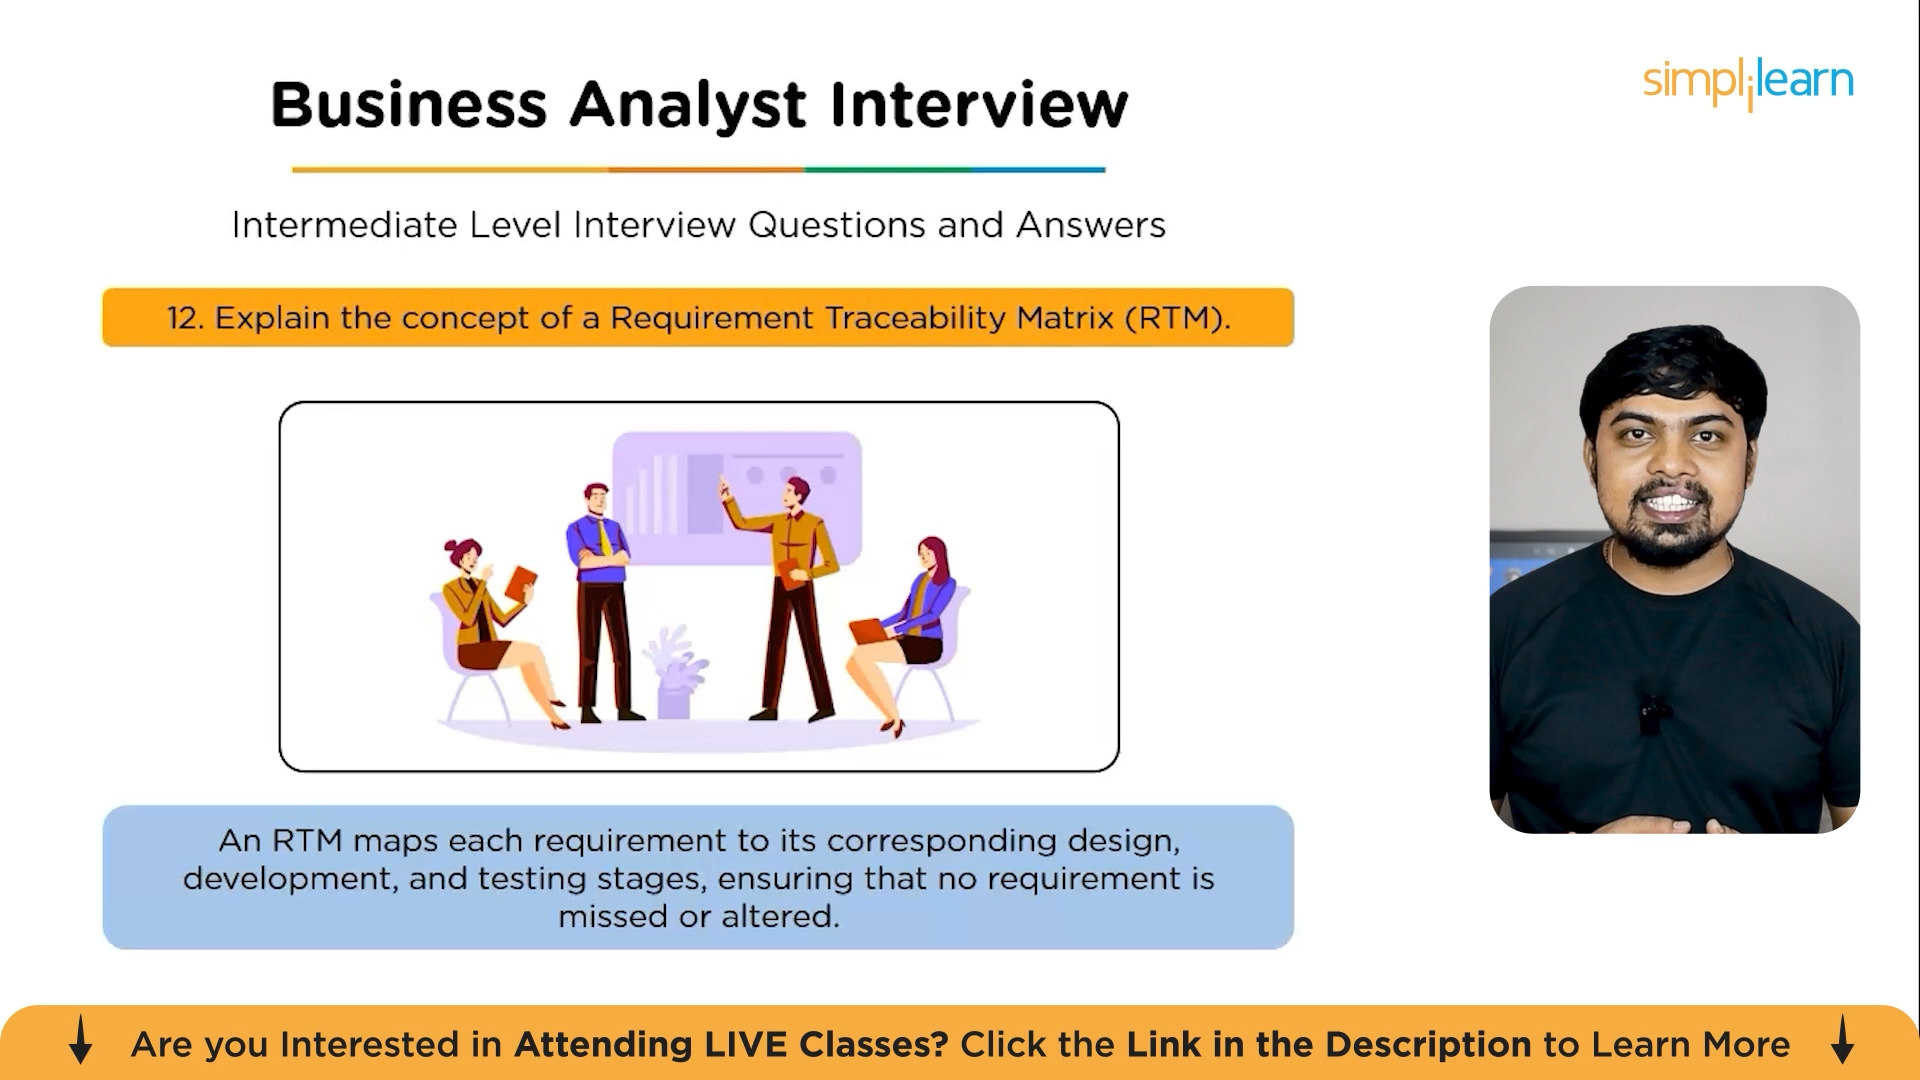 simplilearn
Business Analyst Interview
Intermediate Level Interview Questions and Answers
12. Explain the concept of a Requirement Traceability Matrix (RTM).
An RTM maps each requirement to its corresponding design,
development, and testing stages, ensuring that no requirement is
missed or altered.
Are you Interested in Attending LIVE Classes? Click the Link in the Description to Learn More